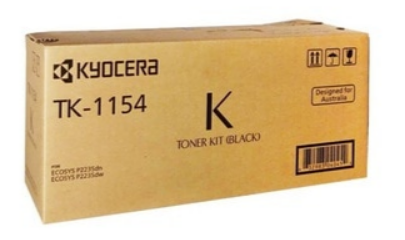 KYOCERA
TK-1154
K
TONER KIT (BLACK)
Designed for
Australia
ECOSYS P2235dn
ECOSYS P2235dw